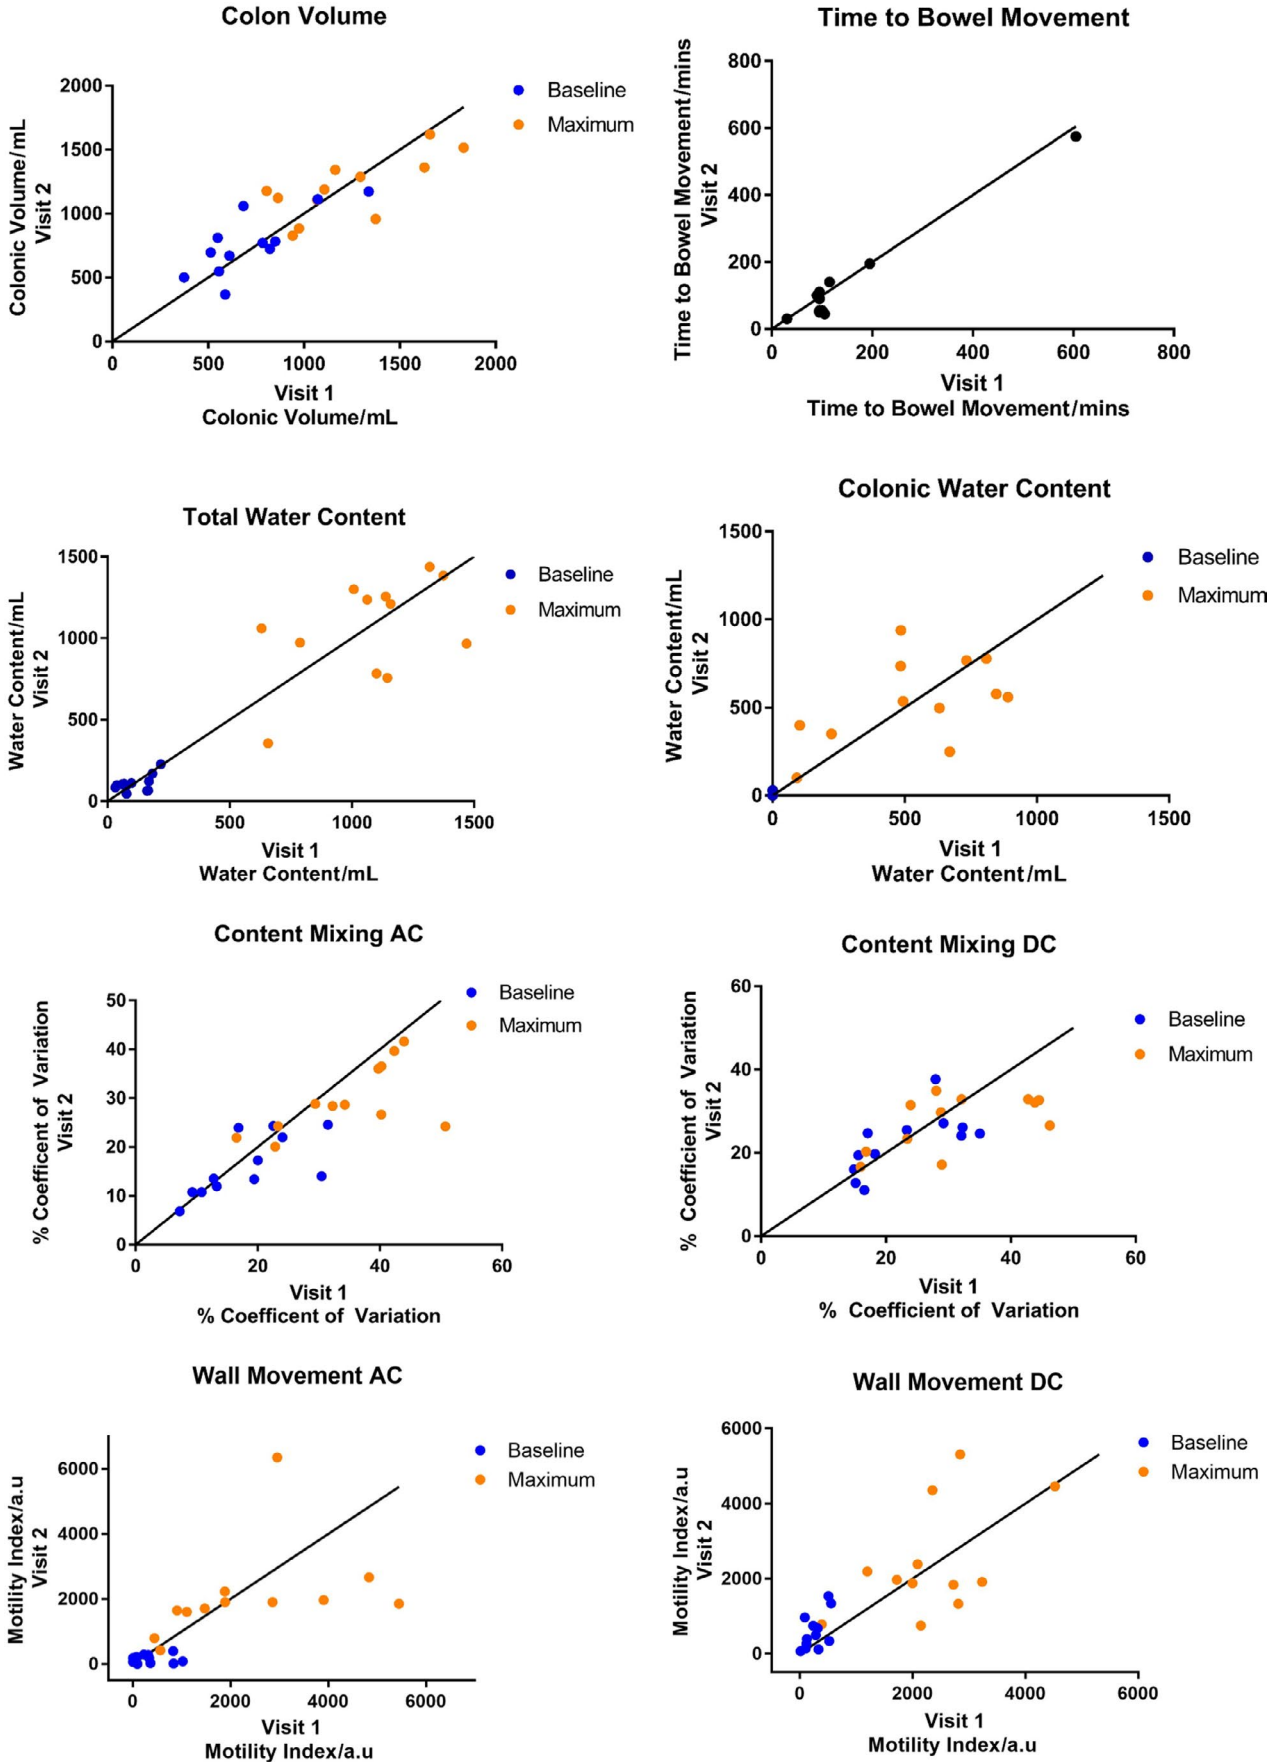 Colon Volume
2000
1500
1000
500
0
0 500 1000 1500 2000
Colonic Volume/mL
Visit 2
Visit 1
Colonic Volume/mL
Baseline
Maximum
Time to Bowel Movement
800
600
400
200
0
0 200 400 600 800
Time to Bowel Movement/mins
Visit 2
Visit 1
Time to Bowel Movement/mins
Total Water Content
1500
1000
500
0
0 500 1000 1500
Water Content/mL
Visit 2
Visit 1
Water Content/mL
Baseline
Maximum
Colonic Water Content
1500
1000
500
0
0 500 1000 1500
Water Content/mL
Visit 2
Visit 1
Water Content/mL
Baseline
Maximum
Content Mixing AC
50
40
30
20
10
0
0 20 40 60
% Coefficent of Variation
Visit 2
Visit 1
% Coefficent of Variation
Baseline
Maximum
Content Mixing DC
60
40
20
0
0 20 40 60
% Coefficient of Variation
Visit 2
Visit 1
% Coefficient of Variation
Baseline
Maximum
Wall Movement AC
6000
4000
2000
0
0 2000 4000 6000
Motility Index/a.u
Visit 2
Visit 1
Motility Index/a.u
Baseline
Maximum
Wall Movement DC
6000
4000
2000
0
0 2000 4000 6000
Motility Index/a.u
Visit 2
Visit 1
Motility Index/a.u
Baseline
Maximum